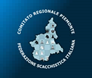 COMITATO REGIONALE PIEMONTE
FEDERAZIONE SCACCHISTICA ITALIANA